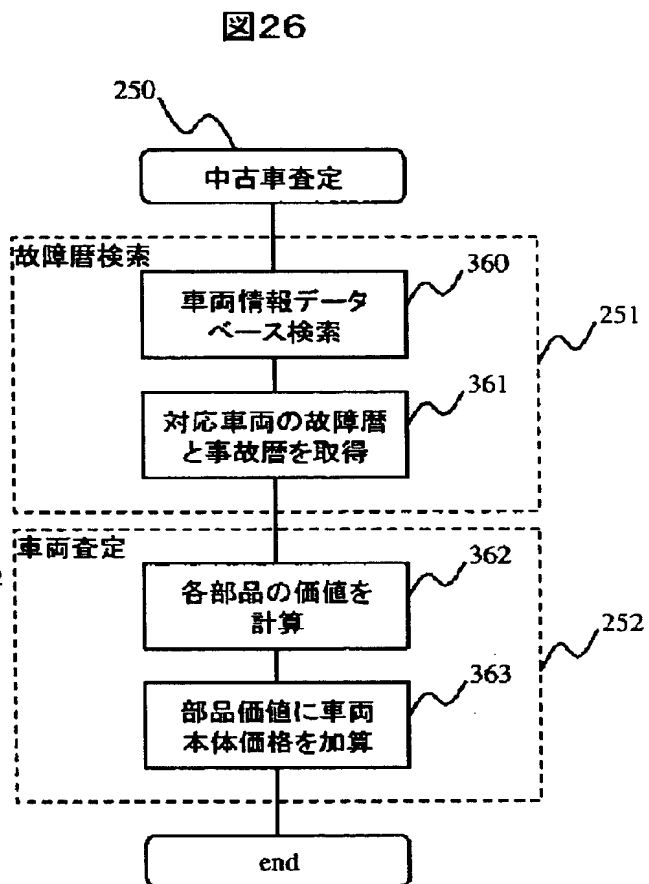 図26
250
中古車査定
故障暦検索
360
車両情報データ
ベース検索
251
361
対応車両の故障暦
と事故暦を取得
車両査定
362
各部品の価値を
計算
252
363
部品価値に車両
本体価格を加算
end